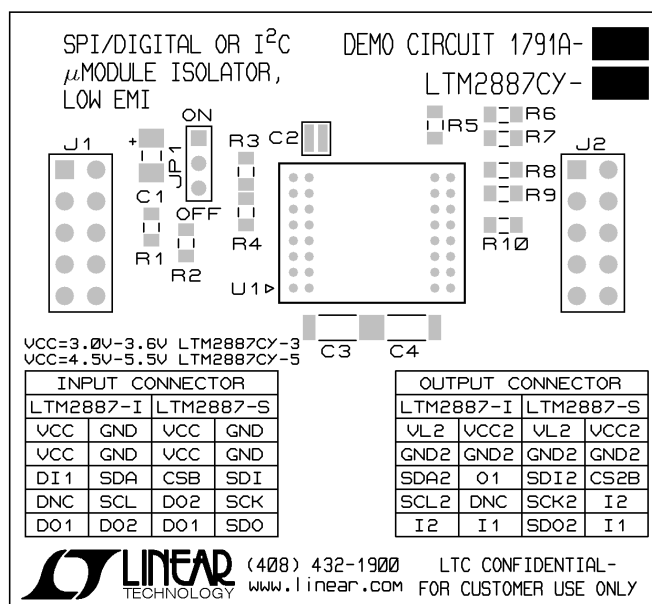 SPI/DIGITAL OR I²C
μMODULE ISOLATOR,
LOW EMI
DEMO CIRCUIT 1791A-
LTM2887CY-
J1
+
C1
ON
JP1
OFF
R1
R2
R3
R4
C2
U1
R5
R6
R7
R8
R9
R10
J2
C3
C4
VCC=3.0V-3.6V LTM2887CY-3
VCC=4.5V-5.5V LTM2887CY-5
INPUT CONNECTOR
LTM2887-I LTM2887-S
VCC GND VCC GND
VCC GND VCC GND
DI1 SDA CSB SDI
DNC SCL DO2 SCK
DO1 DO2 DO1 SDO
OUTPUT CONNECTOR
LTM2887-I LTM2887-S
VL2 VCC2 VL2 VCC2
GND2 GND2 GND2 GND2
SDA2 O1 SDI2 CS2B
SCL2 DNC SCK2 I2
I2 I1 SDO2 I1
LINEAR
TECHNOLOGY
(408) 432-1900
www.linear.com
LTC CONFIDENTIAL-
FOR CUSTOMER USE ONLY